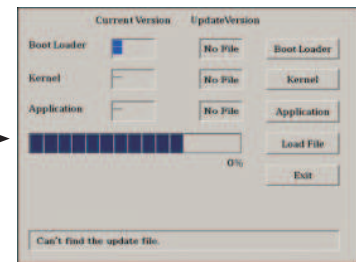 Current Version UpdateVersion
Boot Loader No File Boot Loader
Kernel No File Kernel
Application No File Application
Load File
0%
Exit
Can't find the update file.